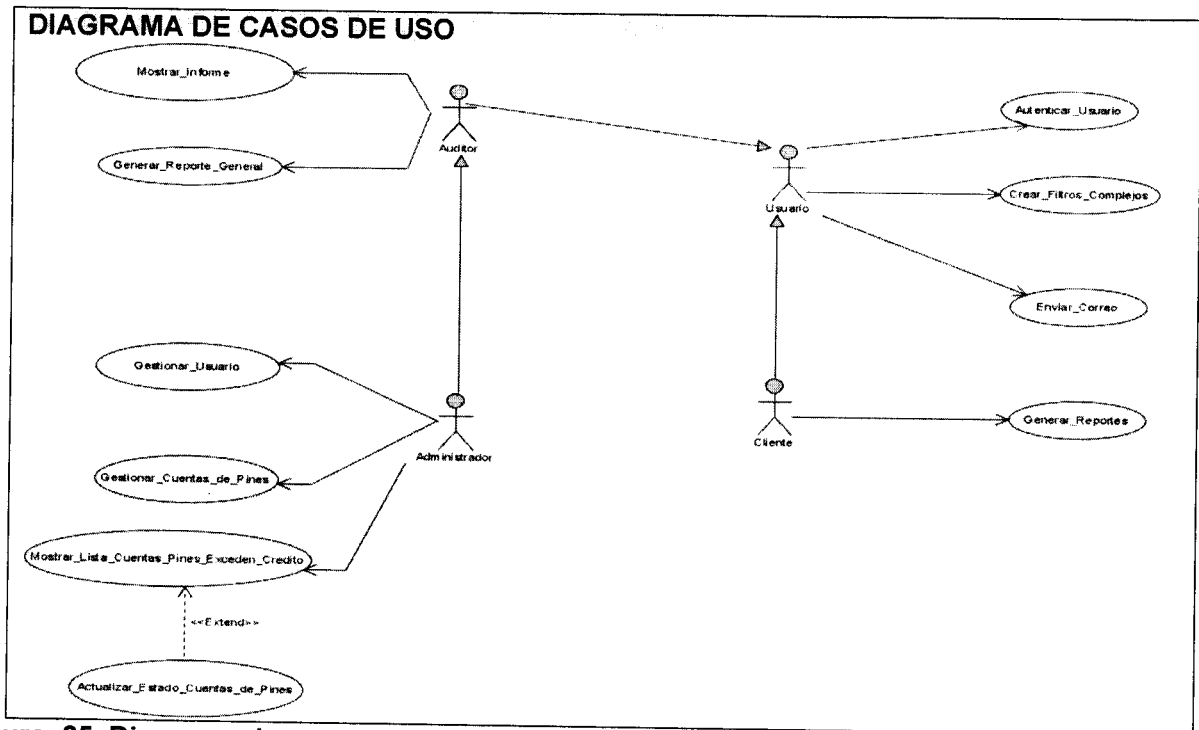 DIAGRAMA DE CASOS DE USO
Mostrar_Informe
Autenticar_Usuario
Auditor
Generar_Reporte_General
Crear_Filtros_Complejos
Usuario
Enviar_Correo
Gestionar_Usuario
Generar_Reportes
Cliente
Administrador
Gestionar_Cuentas_de_Pines
Mostrar_Lista_Cuentas_Pines_Exceden_Credito
<<Extend>>
Actualizar_Estado_Cuentas_de_Pines